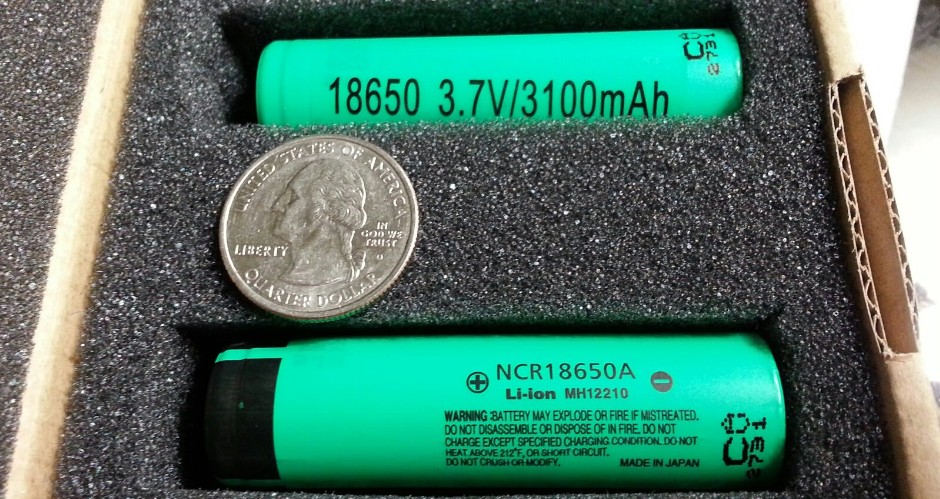 18650 3.7V/3100mAh
2731
UNITED STATES OF AMERICA
LIBERTY
IN
GOD WE
TRUST
QUARTER DOLLAR
NCR18650A
Li-ion MH12210
WARNING :BATTERY MAY EXPLODE OR FIRE IF MISTREATED.
DO NOT DISASSEMBLE OR DISPOSE OF IN FIRE, DO NOT
CHARGE EXCEPT SPECIFIED CHARGING CONDITION, DO NOT
HEAT ABOVE 212°F, OR SHORT CIRCUIT.
DO NOT CRUSH OR MODIFY. MADE IN JAPAN
2731